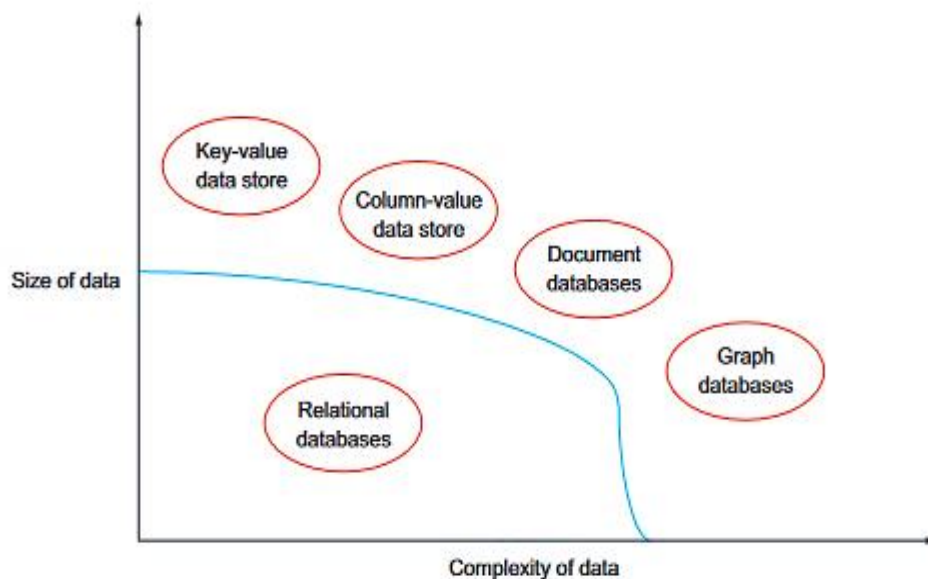 Key-value
data store
Column-value
data store
Document
databases
Size of data
Graph
databases
Relational
databases
Complexity of data